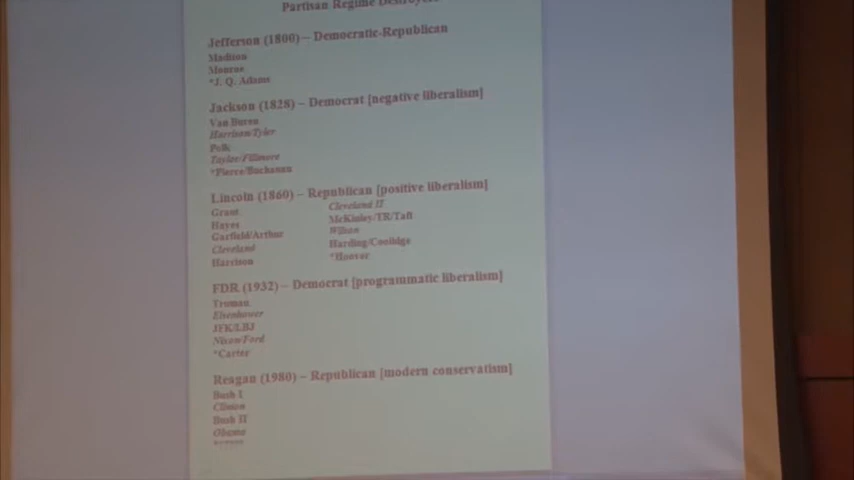 Partisan Regime Destroyers
Jefferson (1800) – Democratic-Republican
Madison
Monroe
*J. Q. Adams
Jackson (1828) – Democrat [negative liberalism]
Van Buren
Harrison/Tyler
Polk
Taylor/Fillmore
*Pierce/Buchanan
Lincoln (1860) – Republican [positive liberalism]
Grant
Hayes
Garfield/Arthur
Cleveland
Harrison
Cleveland II
McKinley/TR/Taft
Wilson
Harding/Coolidge
*Hoover
FDR (1932) – Democrat [programmatic liberalism]
Truman
Eisenhower
JFK/LBJ
Nixon/Ford
*Carter
Reagan (1980) – Republican [modern conservatism]
Bush I
Clinton
Bush II
Obama